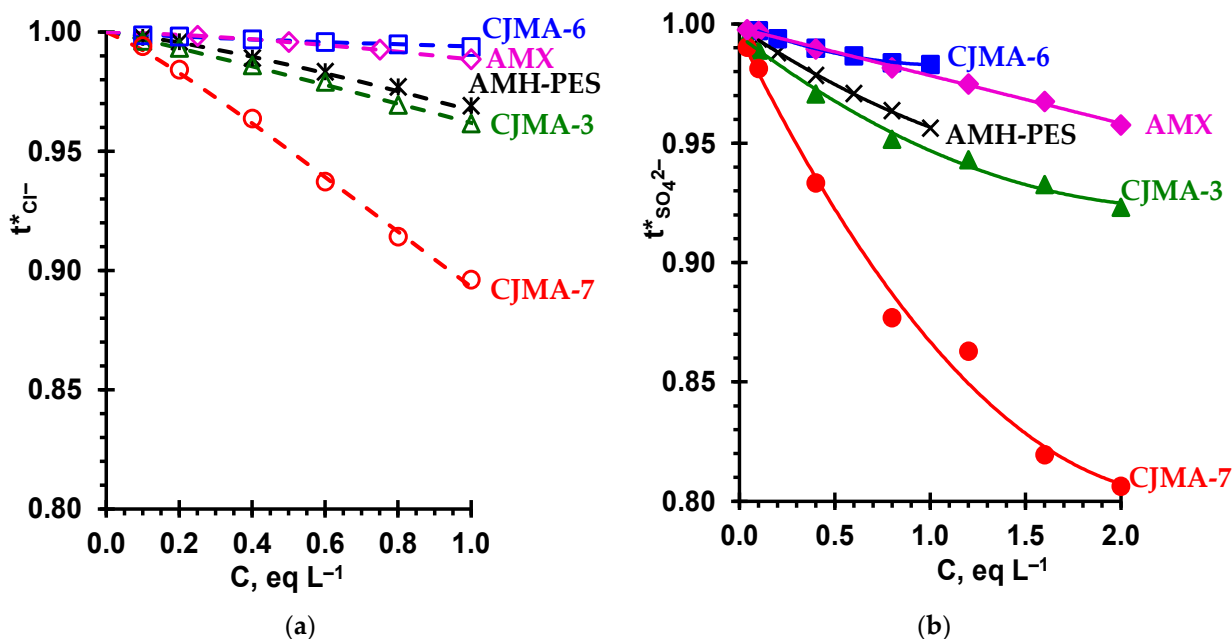 1.00
0.95
0.90
0.85
0.80
t*Cl–
0.0 0.2 0.4 0.6 0.8 1.0
C, eq L–1
CJMA-6
AMX
AMH-PES
CJMA-3
CJMA-7
(a)
1.00
0.95
0.90
0.85
0.80
t*SO42–
0.0 0.5 1.0 1.5 2.0
C, eq L–1
CJMA-6
AMX
AMH-PES
CJMA-3
CJMA-7
(b)